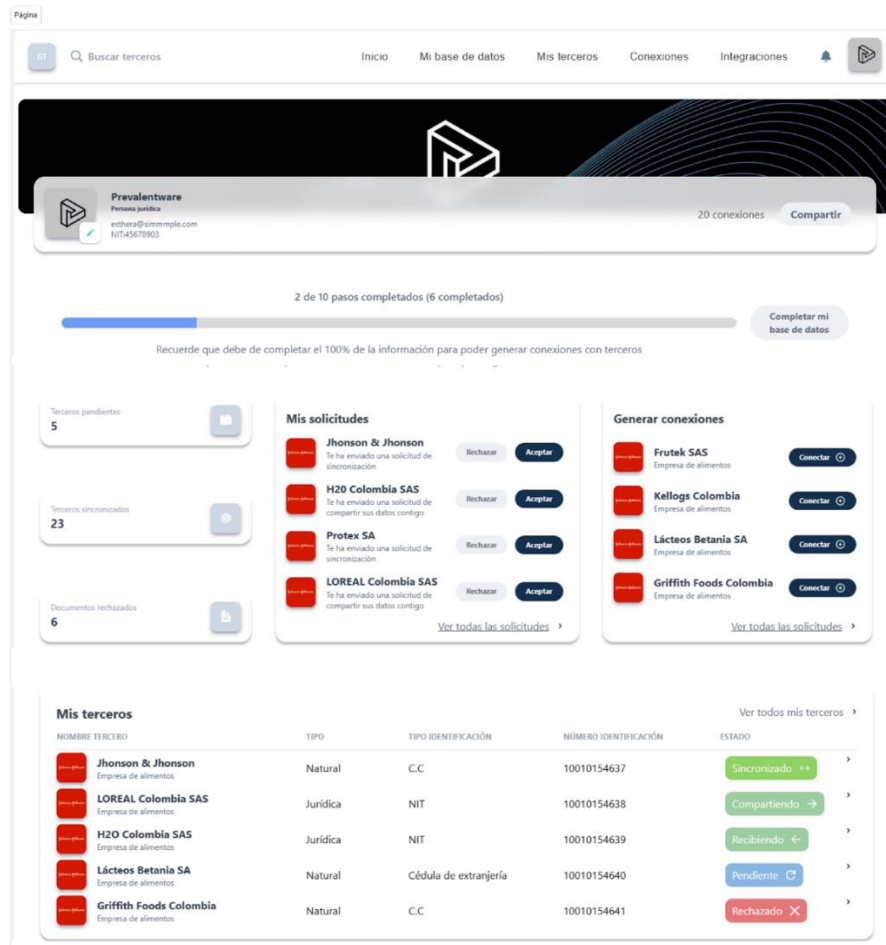 Página
GT
Buscar terceros
Inicio
Mi base de datos
Mis terceros
Conexiones
Integraciones
Prevalentware
Persona jurídica
esthera@simmmple.com
NIT:45678903
20 conexiones
Compartir
2 de 10 pasos completados (6 completados)
Completar mi
base de datos
Recuerde que debe de completar el 100% de la información para poder generar conexiones con terceros
Terceros pendientes
5
Terceros sincronizados
23
Documentos rechazados
6
Mis solicitudes
Jhonson & Jhonson
Te ha enviado una solicitud de
sincronización
Rechazar
Aceptar
H20 Colombia SAS
Te ha enviado una solicitud de
compartir sus datos contigo
Rechazar
Aceptar
Protex SA
Te ha enviado una solicitud de
sincronización
Rechazar
Aceptar
LOREAL Colombia SAS
Te ha enviado una solicitud de
compartir sus datos contigo
Rechazar
Aceptar
Ver todas las solicitudes
Generar conexiones
Frutek SAS
Empresa de alimentos
Conectar
Kellogs Colombia
Empresa de alimentos
Conectar
Lácteos Betania SA
Empresa de alimentos
Conectar
Griffith Foods Colombia
Empresa de alimentos
Conectar
Ver todas las solicitudes
Mis terceros
Ver todos mis terceros
NOMBRE TERCERO TIPO TIPO IDENTIFICACIÓN NÚMERO IDENTIFICACIÓN ESTADO
Jhonson & Jhonson
Empresa de alimentos
Natural C.C 10010154637 Sincronizado
LOREAL Colombia SAS
Empresa de alimentos
Jurídica NIT 10010154638 Compartiendo
H2O Colombia SAS
Empresa de alimentos
Jurídica NIT 10010154639 Recibiendo
Lácteos Betania SA
Empresa de alimentos
Natural Cédula de extranjería 10010154640 Pendiente
Griffith Foods Colombia
Empresa de alimentos
Natural C.C 10010154641 Rechazado